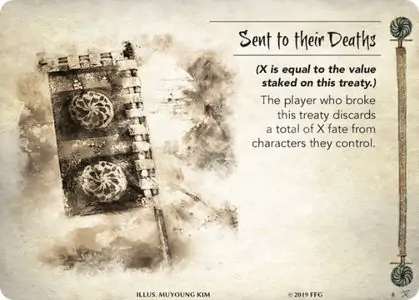 Sent to their Deaths
(X is equal to the value
staked on this treaty.)
The player who broke
this treaty discards
a total of X fate from
characters they control.
ILLUS. MUYOUNG KIM
© 2019 FFG